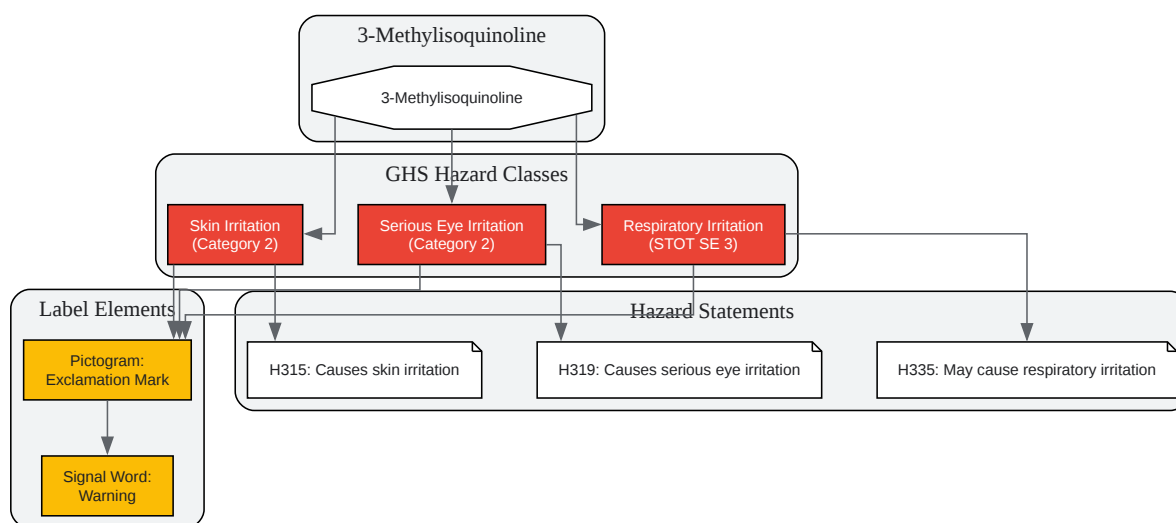 3-Methylisoquinoline
3-Methylisoquinoline
GHS Hazard Classes
Skin Irritation
(Category 2)
Serious Eye Irritation
(Category 2)
Respiratory Irritation
(STOT SE 3)
Label Elements
Hazard Statements
Pictogram:
Exclamation Mark
H315: Causes skin irritation
H319: Causes serious eye irritation
H335: May cause respiratory irritation
Signal Word:
Warning